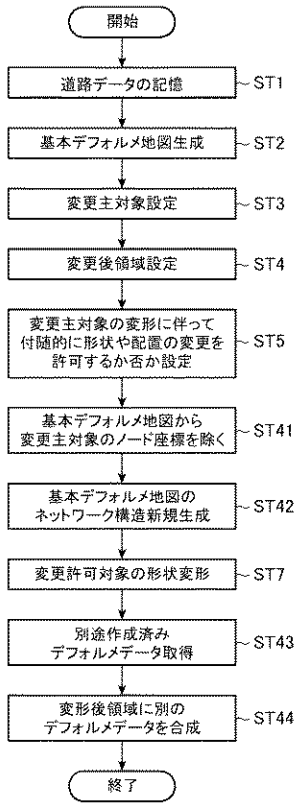 開始
道路データの記憶
ST1
基本デフォルメ地図生成
ST2
変更主対象設定
ST3
変更後領域設定
ST4
変更主対象の変形に伴って
付随的に形状や配置の変更を
許可するか否か設定
ST5
基本デフォルメ地図から
変更主対象のノード座標を除く
ST41
基本デフォルメ地図の
ネットワーク構造新規生成
ST42
変更許可対象の形状変形
ST7
別途作成済み
デフォルメデータ取得
ST43
変形後領域に別の
デフォルメデータを合成
ST44
終了